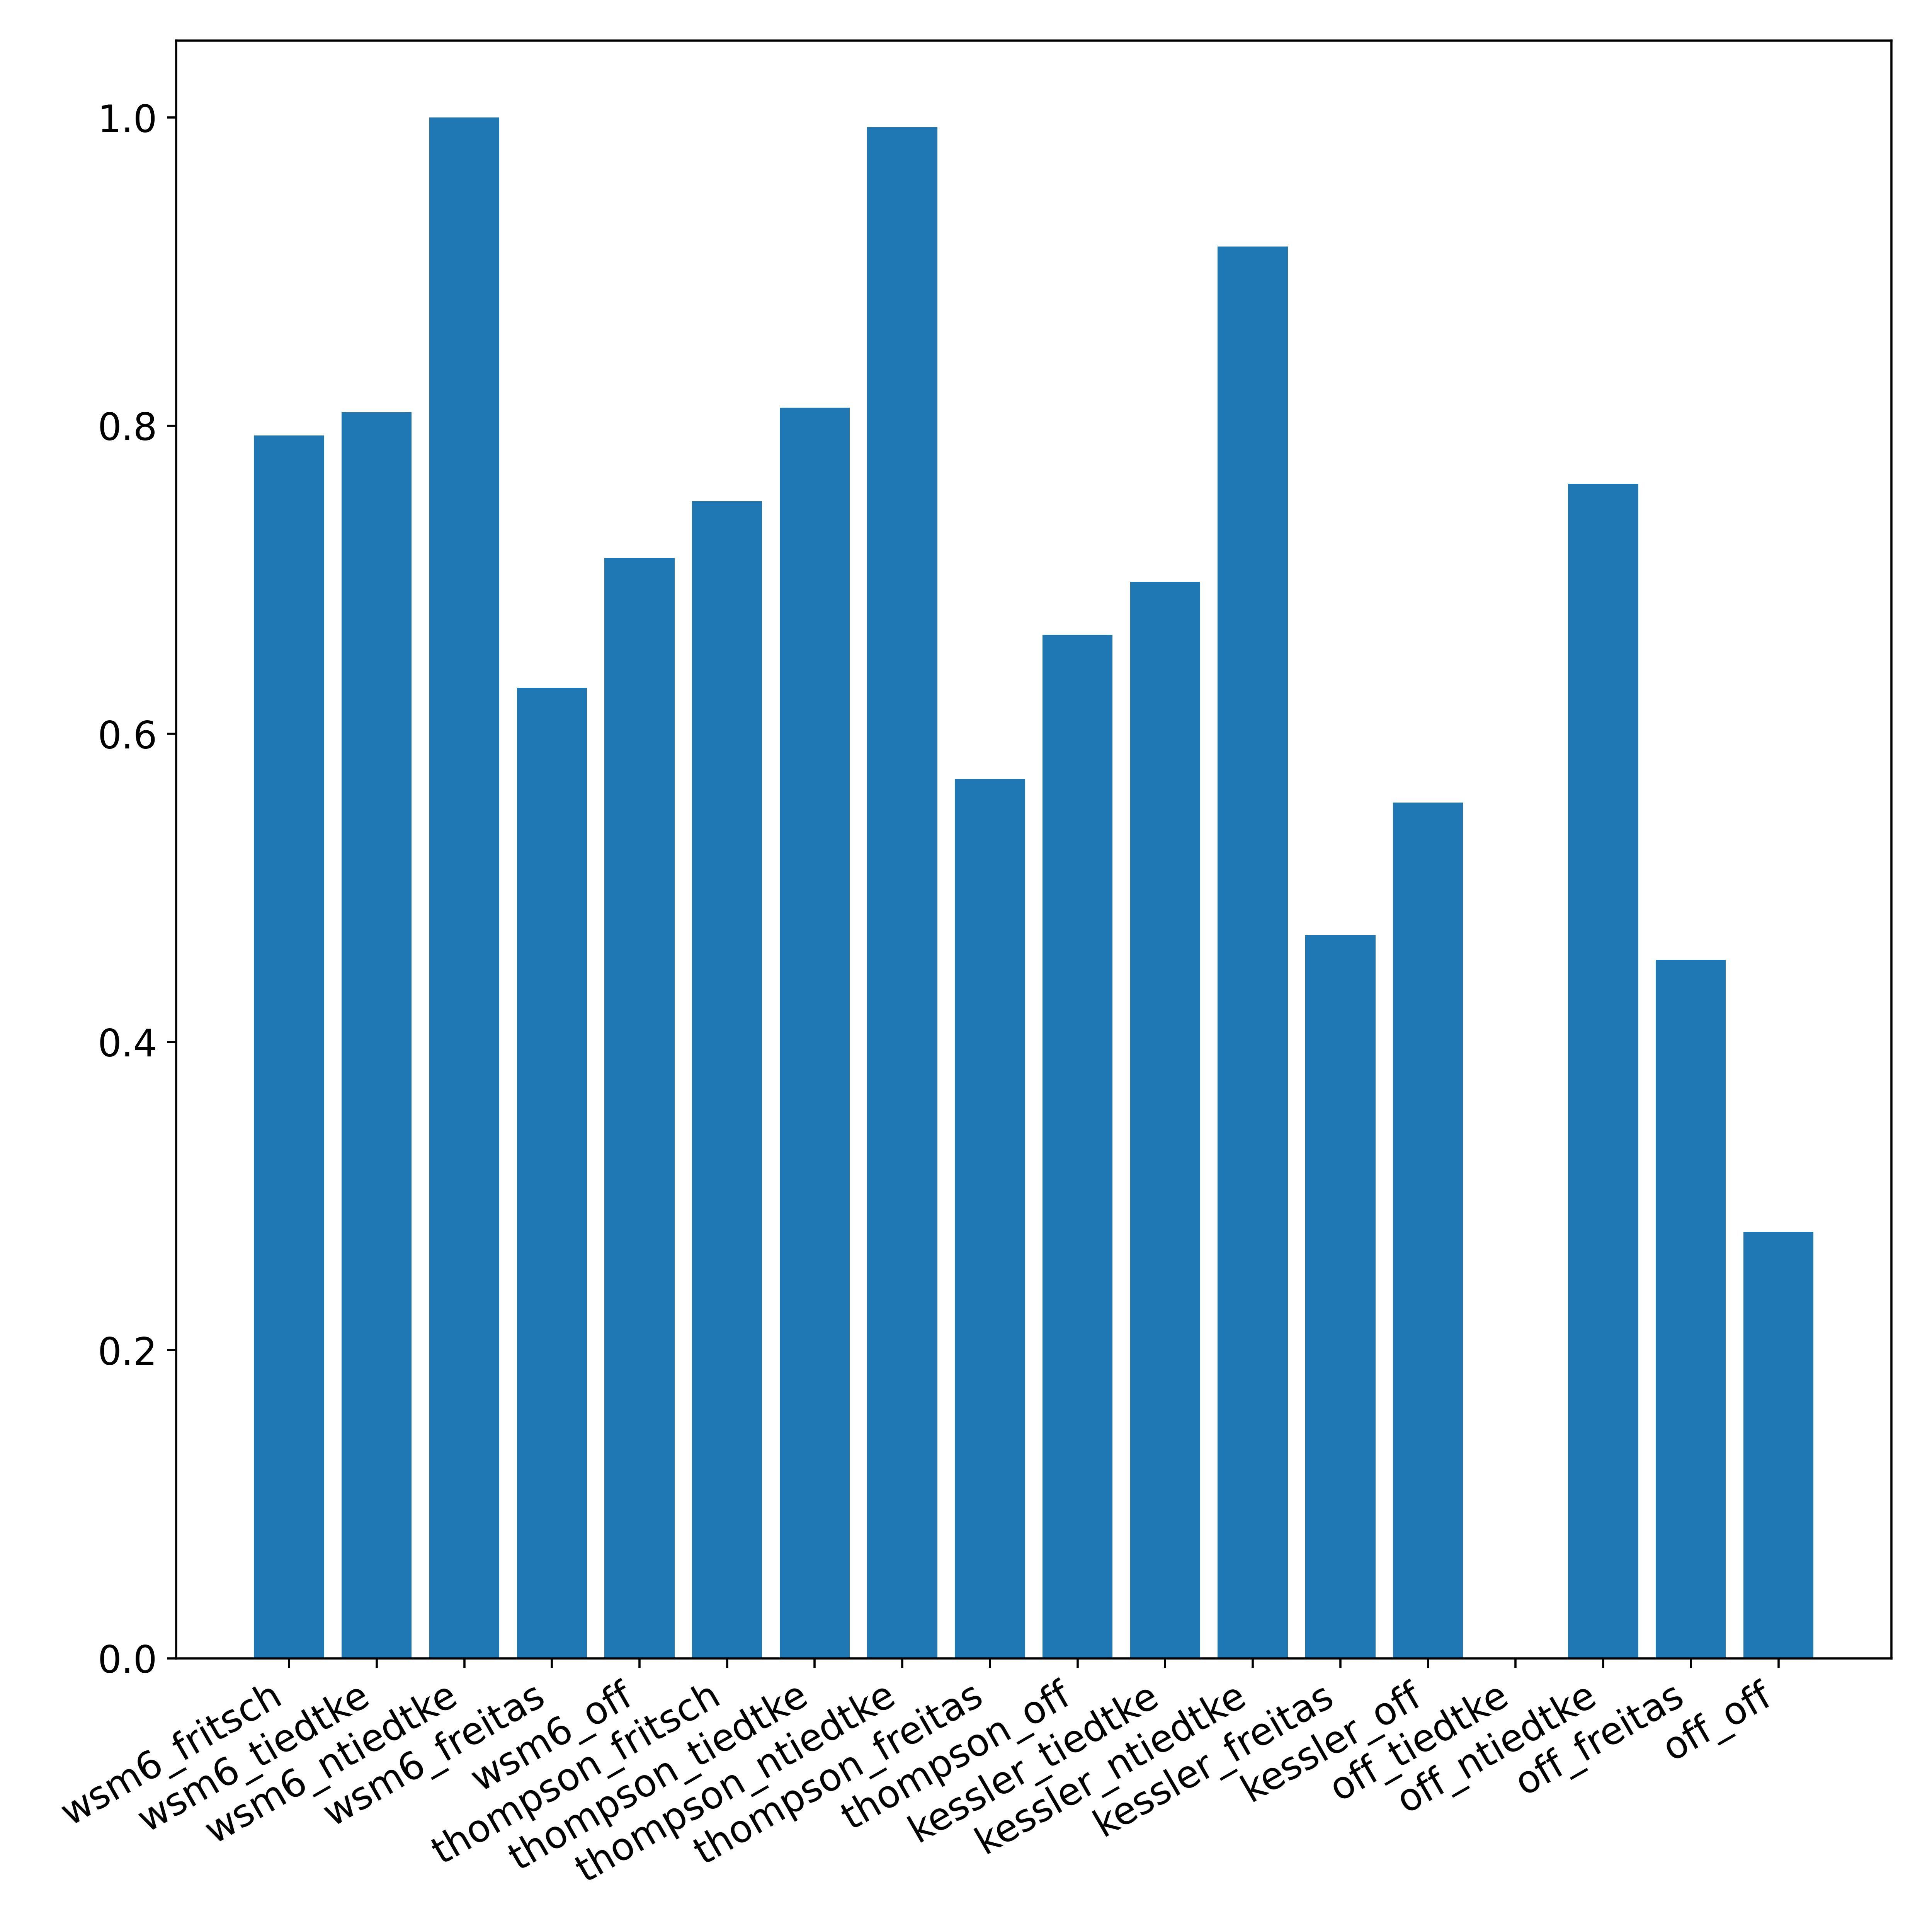 1.0
0.8
0.6
0.4
0.2
0.0
wsm6_fritsch
wsm6_tiedtke
wsm6_ntiedtke
wsm6_freitas
wsm6_off
thompson_fritsch
thompson_tiedtke
thompson_ntiedtke
thompson_freitas
thompson_off
kessler_tiedtke
kessler_ntiedtke
kessler_freitas
kessler_off
off_tiedtke
off_ntiedtke
off_freitas
off_off